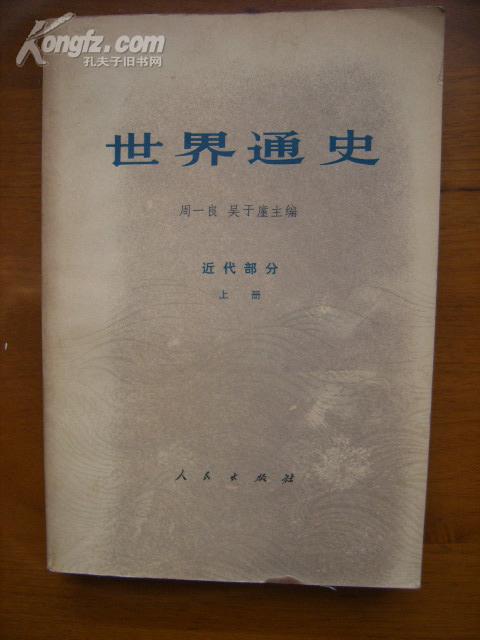 Kongfz.com
孔夫子旧书网
世界通史
周一良 吴于廑主编
近代部分
上 册
人民出版社